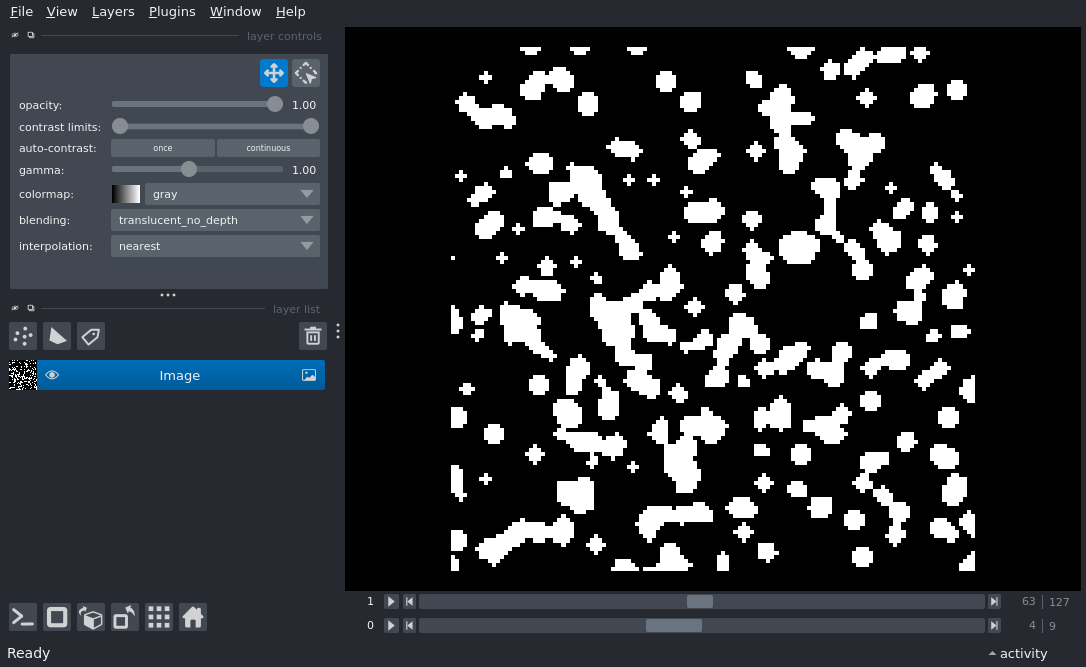 File View Layers Plugins Window Help
layer controls
opacity: 1.00
contrast limits:
auto-contrast: once continuous
gamma: 1.00
colormap: gray
blending: translucent_no_depth
interpolation: nearest
layer list
Image
1 63 127
0 4 9
Ready activity